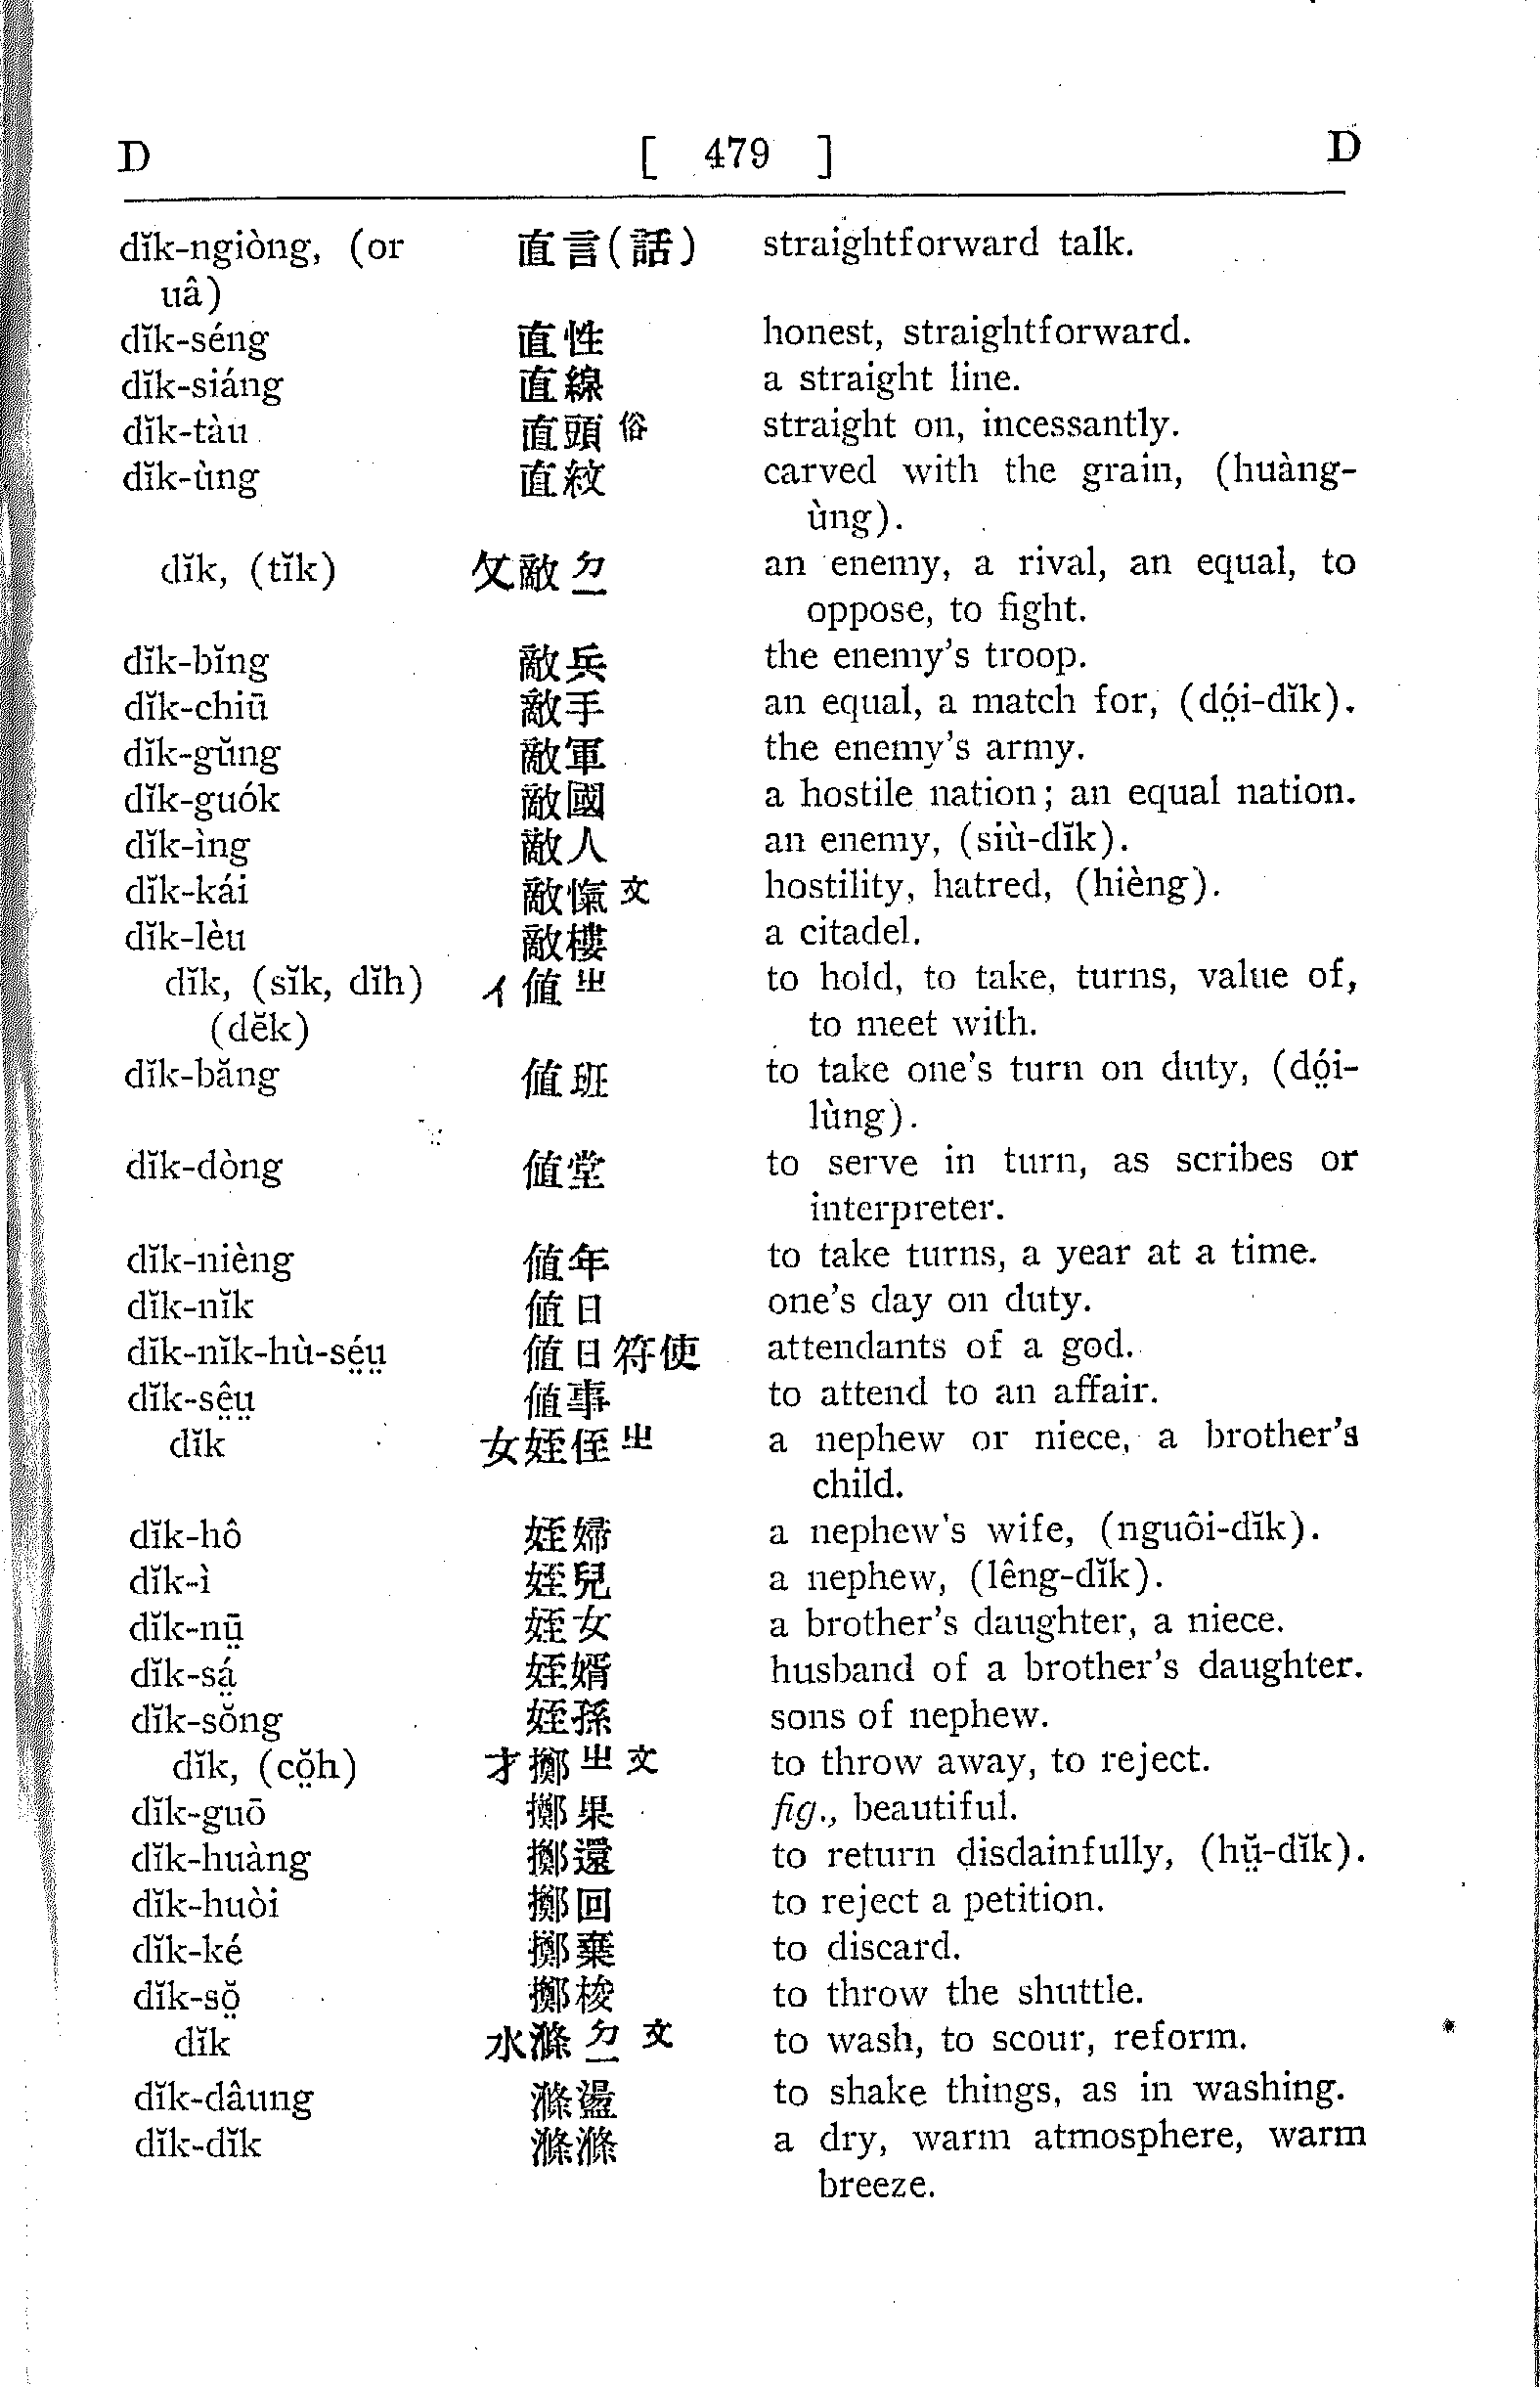 D [ 479 ] D
dĭk-ngiòng, (or 直言(話) straightforward talk.
uâ)
dĭk-séng 直性 honest, straightforward.
dĭk-siáng 直線 a straight line.
dĭk-tàu 直頭 俗 straight on, incessantly.
dĭk-ùng 直紋 carved with the grain, (huàng-
ùng).
dĭk, (tĭk) 攵敵ㄉㄧ an enemy, a rival, an equal, to
oppose, to fight.
dĭk-bĭng 敵兵 the enemy's troop.
dĭk-chiū 敵手 an equal, a match for, (dó̤i-dĭk).
dĭk-gŭng 敵軍 the enemy's army.
dĭk-guók 敵國 a hostile nation; an equal nation.
dĭk-ìng 敵人 an enemy, (siù-dĭk).
dĭk-kái 敵愾 文 hostility, hatred, (hièng).
dĭk-lèu 敵樓 a citadel.
dĭk, (sĭk, dĭh) 亻値ㄓ to hold, to take, turns, value of,
(dĕk) to meet with.
dĭk-băng 値班 to take one's turn on duty, (dó̤i-
lùng).
dĭk-dòng 値堂 to serve in turn, as scribes or
interpreter.
dĭk-nièng 値年 to take turns, a year at a time.
dĭk-nĭk 値日 one's day on duty.
dĭk-nĭk-hù-sé̤ṳ 値日符使 attendants of a god.
dĭk-sê̤ṳ 値事 to attend to an affair.
dĭk 女姪侄ㄓ a nephew or niece, a brother's
child.
dĭk-hô 姪婦 a nephew's wife, (nguôi-dĭk).
dĭk-ì 姪兒 a nephew, (lêng-dĭk).
dĭk-nṳ̄ 姪女 a brother's daughter, a niece.
dĭk-sá̤ 姪婿 husband of a brother's daughter.
dĭk-sŏng 姪孫 sons of nephew.
dĭk, (cŏ̤h) 才擲ㄓ 文 to throw away, to reject.
dĭk-guō 擲果 fig., beautiful.
dĭk-huàng 擲還 to return disdainfully, (hṳ̆-dĭk).
dĭk-huòi 擲回 to reject a petition.
dĭk-ké 擲棄 to discard.
dĭk-sŏ̤ 擲梭 to throw the shuttle.
dĭk 水滌ㄉㄧ 文 to wash, to scour, reform.
dĭk-dâung 滌盪 to shake things, as in washing.
dĭk-dĭk 滌滌 a dry, warm atmosphere, warm
breeze.